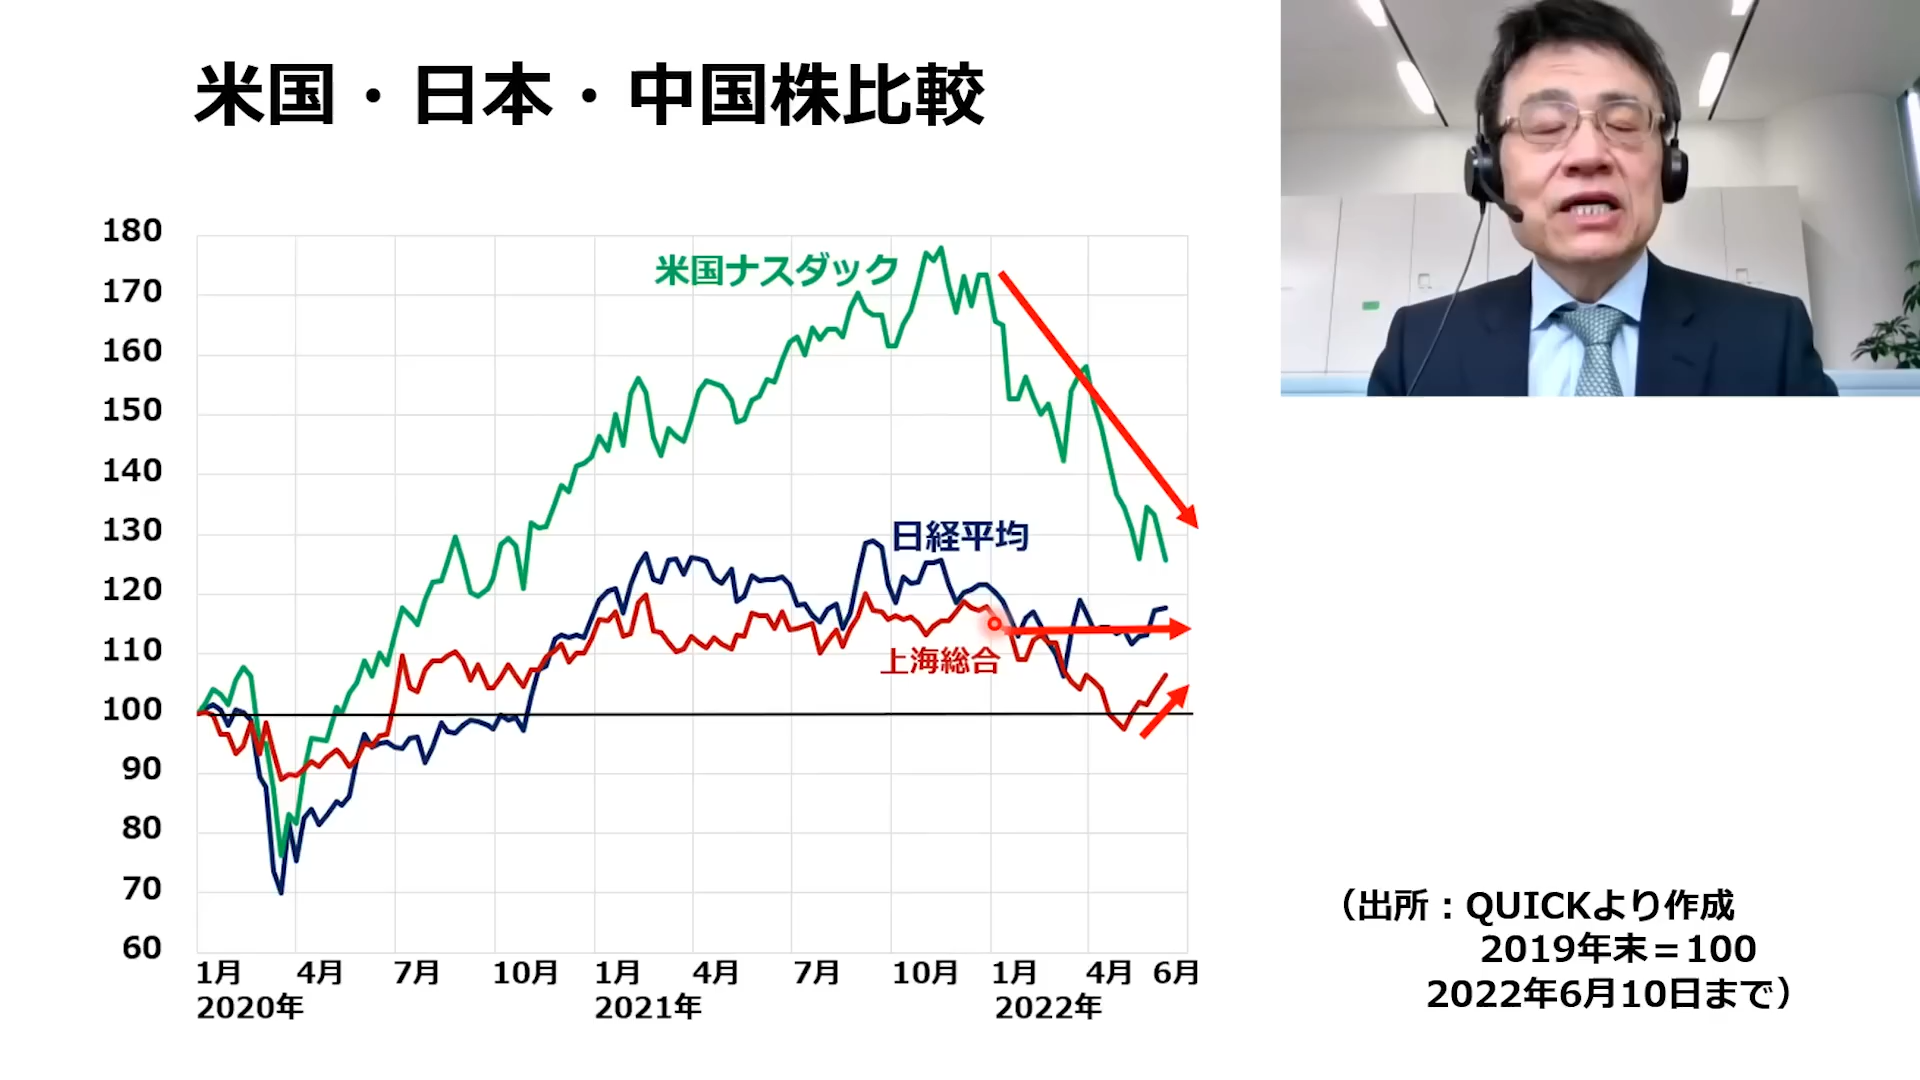 米国・日本・中国株比較
180
170
160
150
140
130
120
110
100
90
80
70
60
米国ナスダック
日経平均
上海総合
1月 4月 7月 10月 1月 4月 7月 10月 1月 4月 6月
2020年 2021年 2022年
（出所：QUICKより作成
2019年末＝100
2022年6月10日まで）